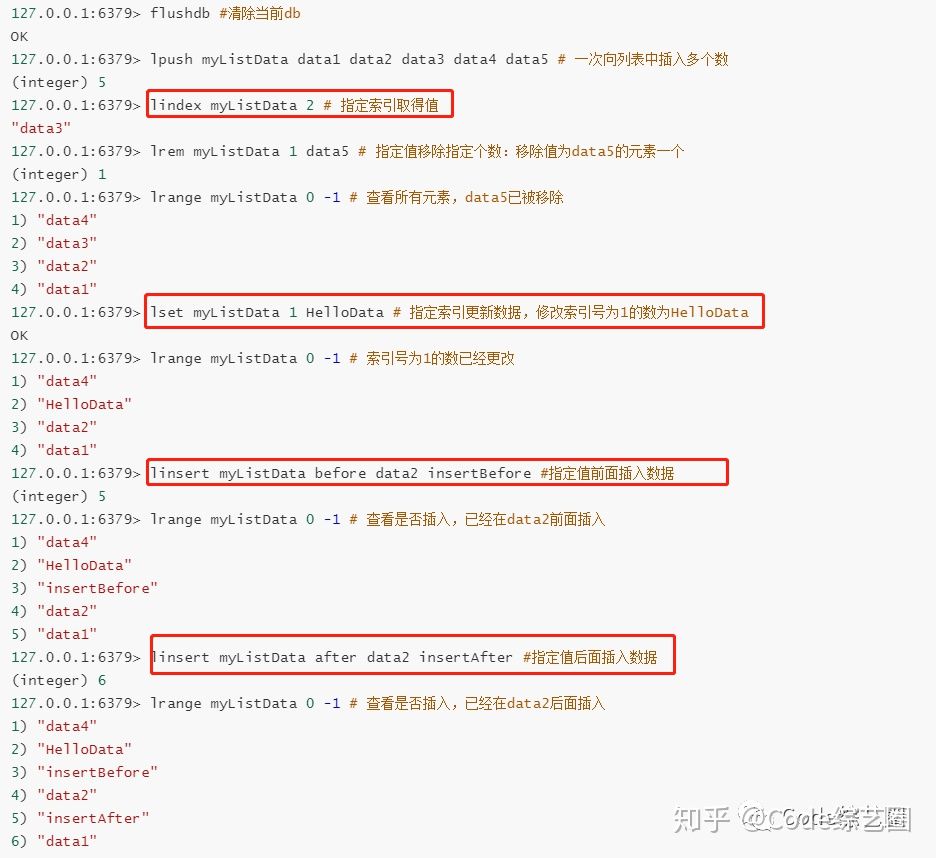 127.0.0.1:6379> flushdb #清除当前db
OK
127.0.0.1:6379> lpush myListData data1 data2 data3 data4 data5 # 一次向列表中插入多个数
(integer) 5
127.0.0.1:6379> lindex myListData 2 # 指定索引取得值
"data3"
127.0.0.1:6379> lrem myListData 1 data5 # 指定值移除指定个数：移除值为data5的元素一个
(integer) 1
127.0.0.1:6379> lrange myListData 0 -1 # 查看所有元素，data5已被移除
1) "data4"
2) "data3"
3) "data2"
4) "data1"
127.0.0.1:6379> lset myListData 1 HelloData # 指定索引更新数据，修改索引号为1的数为HelloData
OK
127.0.0.1:6379> lrange myListData 0 -1 # 索引号为1的数已经更改
1) "data4"
2) "HelloData"
3) "data2"
4) "data1"
127.0.0.1:6379> linsert myListData before data2 insertBefore #指定值前面插入数据
(integer) 5
127.0.0.1:6379> lrange myListData 0 -1 # 查看是否插入，已经在data2前面插入
1) "data4"
2) "HelloData"
3) "insertBefore"
4) "data2"
5) "data1"
127.0.0.1:6379> linsert myListData after data2 insertAfter #指定值后面插入数据
(integer) 6
127.0.0.1:6379> lrange myListData 0 -1 # 查看是否插入，已经在data2后面插入
1) "data4"
2) "HelloData"
3) "insertBefore"
4) "data2"
5) "insertAfter"
6) "data1"
知乎 @Code综艺圈